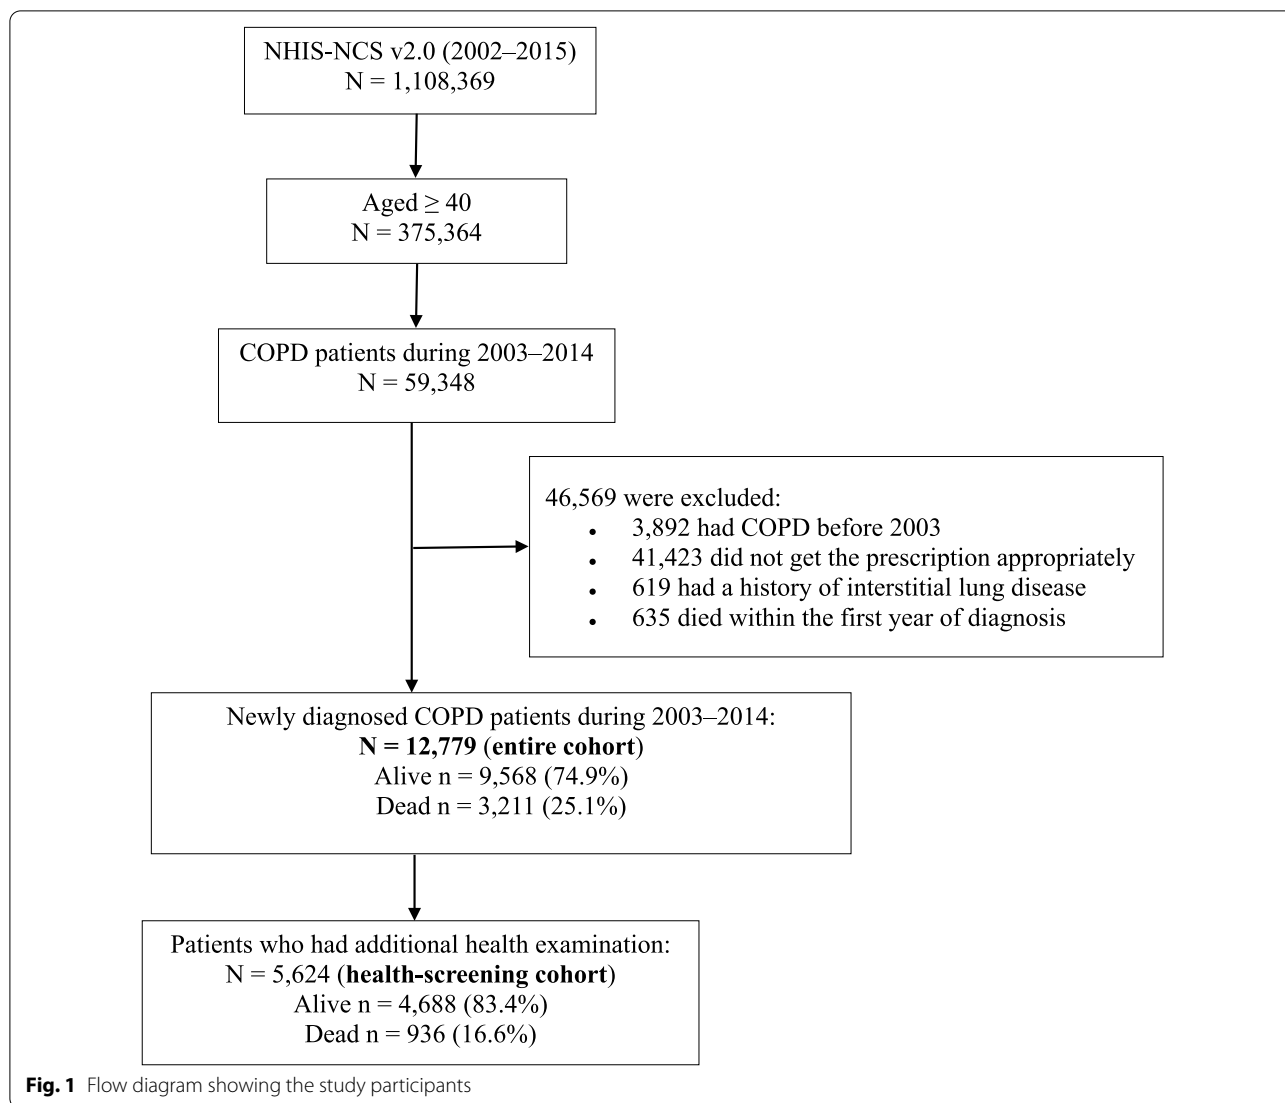 NHIS-NCS v2.0 (2002–2015)
N = 1,108,369
Aged ≥ 40
N = 375,364
COPD patients during 2003–2014
N = 59,348
46,569 were excluded:
• 3,892 had COPD before 2003
• 41,423 did not get the prescription appropriately
• 619 had a history of interstitial lung disease
• 635 died within the first year of diagnosis
Newly diagnosed COPD patients during 2003–2014:
N = 12,779 (entire cohort)
Alive n = 9,568 (74.9%)
Dead n = 3,211 (25.1%)
Patients who had additional health examination:
N = 5,624 (health-screening cohort)
Alive n = 4,688 (83.4%)
Dead n = 936 (16.6%)
Fig. 1 Flow diagram showing the study participants